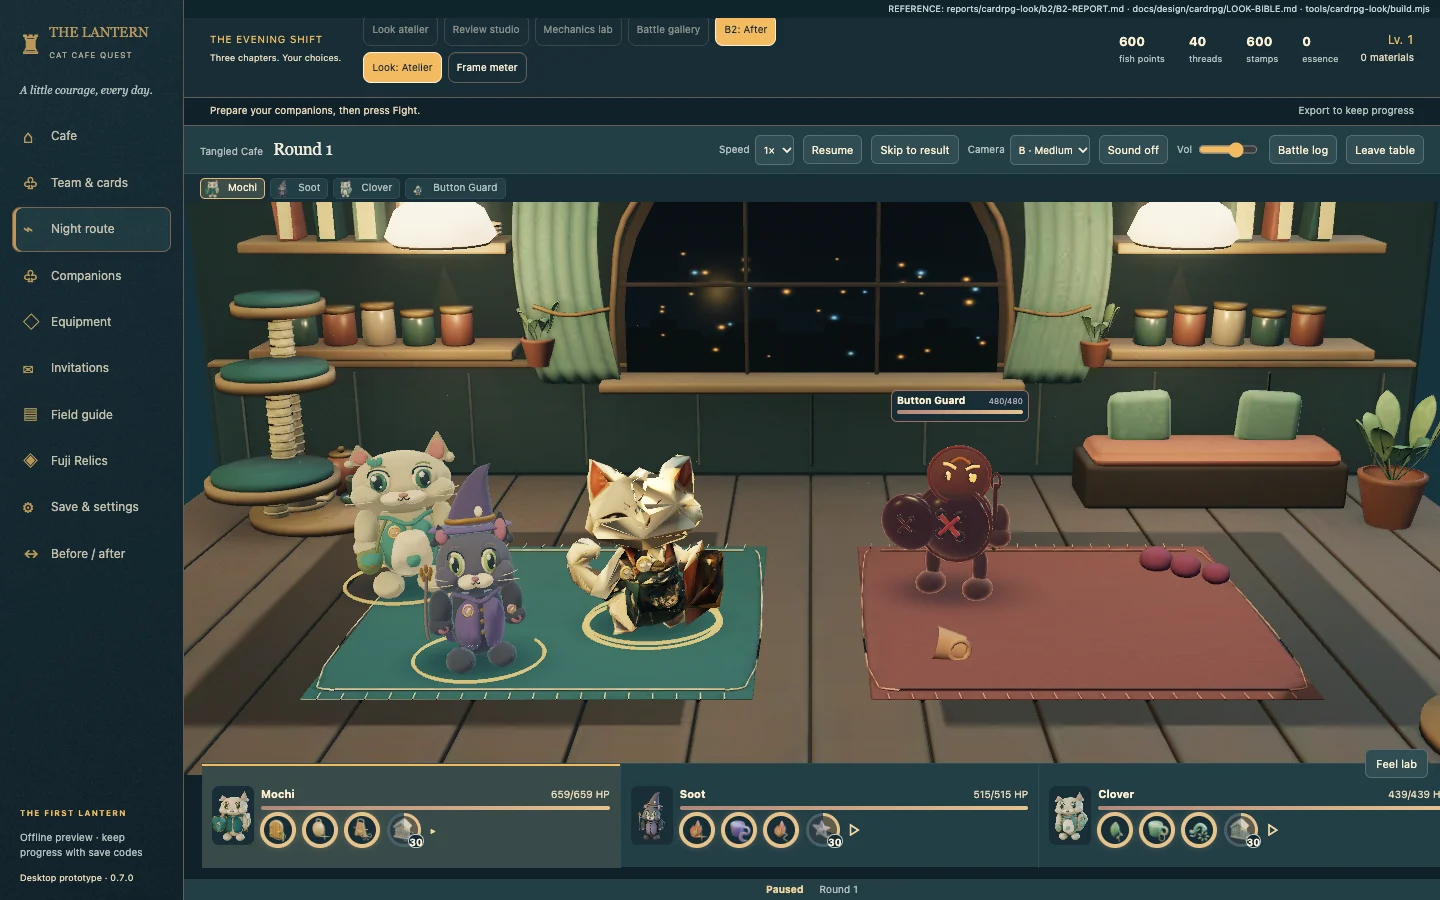 REFERENCE: reports/cardrpg-look/b2/B2-REPORT.md · docs/design/cardrpg/LOOK-BIBLE.md · tools/cardrpg-look/build.mjs
THE LANTERN
CAT CAFE QUEST
A little courage, every day.
Cafe
Team & cards
Night route
Companions
Equipment
Invitations
Field guide
Fuji Relics
Save & settings
Before / after
THE FIRST LANTERN
Offline preview · keep
progress with save codes
Desktop prototype · 0.7.0
THE EVENING SHIFT
Three chapters. Your choices.
Look atelier
Review studio
Mechanics lab
Battle gallery
B2: After
Look: Atelier
Frame meter
600
fish points
40
threads
600
stamps
0
essence
Lv. 1
0 materials
Prepare your companions, then press Fight.
Export to keep progress
Tangled Cafe Round 1
Speed 1x Resume Skip to result Camera B · Medium Sound off Vol Battle log Leave table
Mochi Soot Clover Button Guard
Button Guard 480/480
Feel lab
Mochi 659/659 HP
30
Soot 515/515 HP
30
Clover 439/439 H
30
Paused Round 1